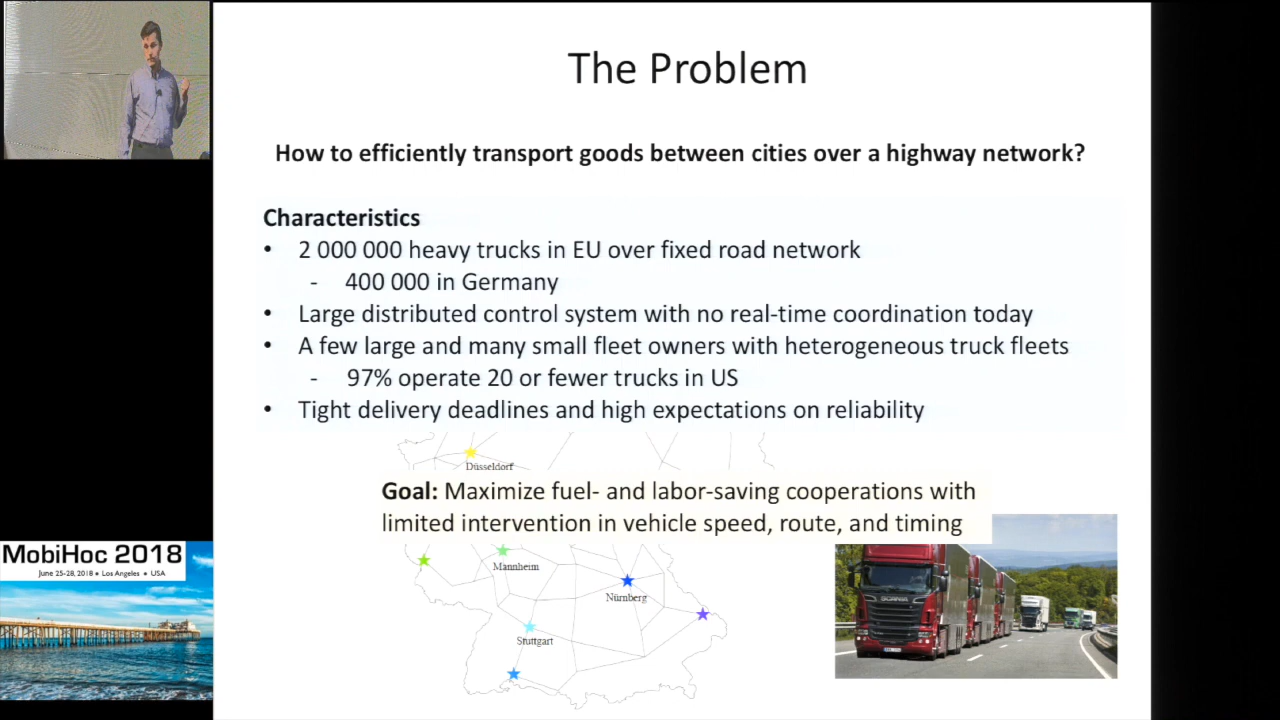 The Problem
How to efficiently transport goods between cities over a highway network?
Characteristics
• 2 000 000 heavy trucks in EU over fixed road network
- 400 000 in Germany
• Large distributed control system with no real-time coordination today
• A few large and many small fleet owners with heterogeneous truck fleets
- 97% operate 20 or fewer trucks in US
• Tight delivery deadlines and high expectations on reliability
Düsseldorf
Goal: Maximize fuel- and labor-saving cooperations with
limited intervention in vehicle speed, route, and timing
Mannheim
Nürnberg
Stuttgart
SCANIA
MobiHoc 2018
June 25-28, 2018 • Los Angeles • USA